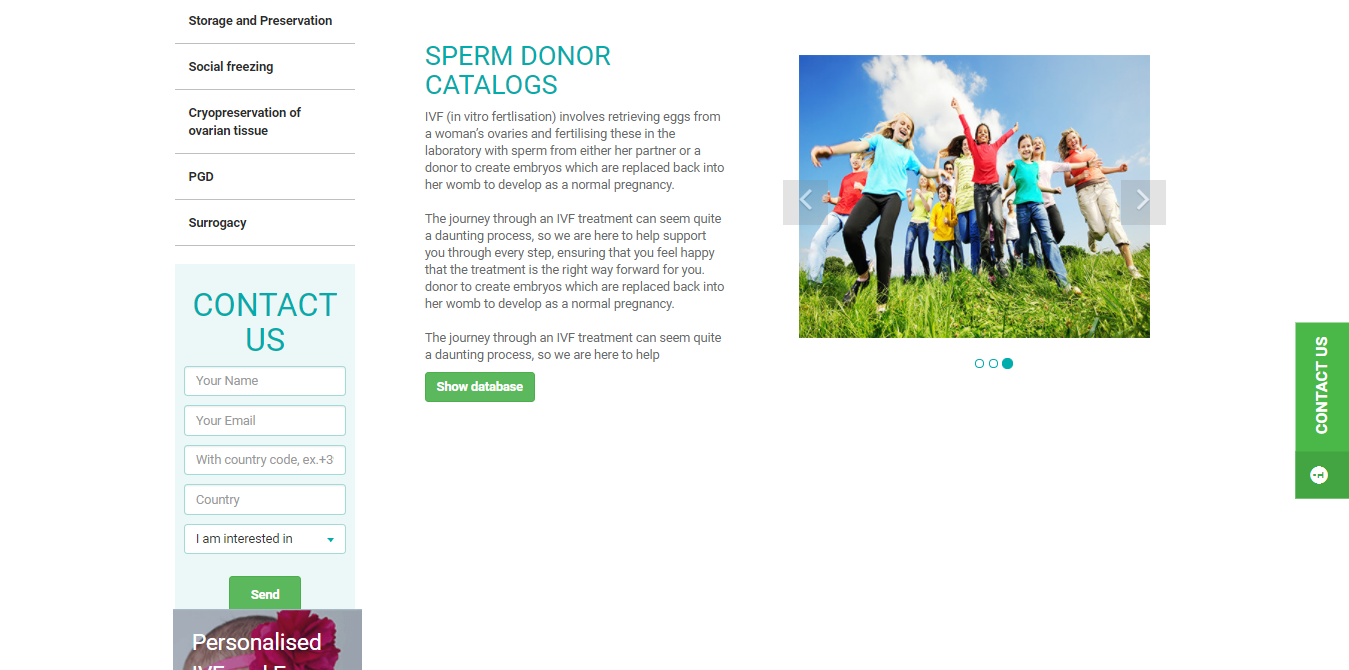 Storage and Preservation
Social freezing
Cryopreservation of
ovarian tissue
PGD
Surrogacy
CONTACT
US
Your Name
Your Email
With country code, ex.+3
Country
I am interested in
Send
Personalised
SPERM DONOR
CATALOGS
IVF (in vitro fertlisation) involves retrieving eggs from
a woman's ovaries and fertilising these in the
laboratory with sperm from either her partner or a
donor to create embryos which are replaced back into
her womb to develop as a normal pregnancy.
The journey through an IVF treatment can seem quite
a daunting process, so we are here to help support
you through every step, ensuring that you feel happy
that the treatment is the right way forward for you.
donor to create embryos which are replaced back into
her womb to develop as a normal pregnancy.
The journey through an IVF treatment can seem quite
a daunting process, so we are here to help
Show database
CONTACT US